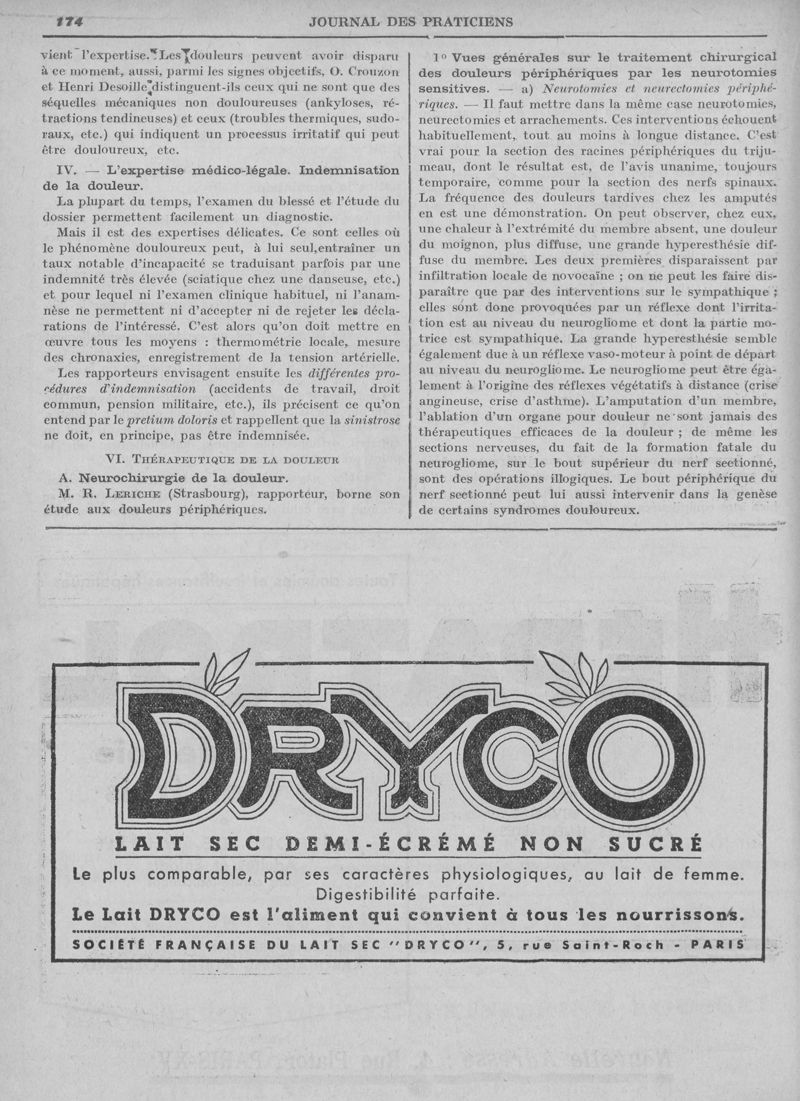 174
JOURNAL DES PRATICIENS
vient l'expertise. Les douleurs peuvent avoir disparu
à ce moment, aussi, parmi les signes objectifs, O. Crouzon
et Henri Desoille distinguent-ils ceux qui ne sont que des
séquelles mécaniques non douloureuses (ankyloses, ré-
tractions tendineuses) et ceux (troubles thermiques, sudo-
raux, etc.) qui indiquent un processus irritatif qui peut
être douloureux, etc.
IV. — L'expertise médico-légale. Indemnisation
de la douleur.
La plupart du temps, l'examen du blessé et l'étude du
dossier permettent facilement un diagnostic.
Mais il est des expertises délicates. Ce sont celles où
le phénomène douloureux peut, à lui seul,entraîner un
taux notable d'incapacité se traduisant parfois par une
indemnité très élevée (sciatique chez une danseuse, etc.)
et pour lequel ni l'examen clinique habituel, ni l'anam-
nèse ne permettent ni d'accepter ni de rejeter les décla-
rations de l'intéressé. C'est alors qu'on doit mettre en
œuvre tous les moyens : thermométrie locale, mesure
des chronaxies, enregistrement de la tension artérielle.
Les rapporteurs envisagent ensuite les différentes pro-
cédures d'indemnisation (accidents de travail, droit
commun, pension militaire, etc.), ils précisent ce qu'on
entend par le pretium doloris et rappellent que la sinistrose
ne doit, en principe, pas être indemnisée.
VI. THÉRAPEUTIQUE DE LA DOULEUR
A. Neurochirurgie de la douleur.
M. R. LERICHE (Strasbourg), rapporteur, borne son
étude aux douleurs périphériques.
1° Vues générales sur le traitement chirurgical
des douleurs périphériques par les neurotomies
sensitives. — a) Neurotomies et neurectomies périphé-
riques. — Il faut mettre dans la même case neurotomies,
neurectomies et arrachements. Ces interventions échouent
habituellement, tout au moins à longue distance. C'est
vrai pour la section des racines périphériques du triju-
meau, dont le résultat est, de l'avis unanime, toujours
temporaire, comme pour la section des nerfs spinaux.
La fréquence des douleurs tardives chez les amputés
en est une démonstration. On peut observer, chez eux,
une chaleur à l'extrémité du membre absent, une douleur
du moignon, plus diffuse, une grande hyperesthésie dif-
fuse du membre. Les deux premières disparaissent par
infiltration locale de novocaïne ; on ne peut les faire dis-
paraître que par des interventions sur le sympathique ;
elles sont donc provoquées par un réflexe dont l'irrita-
tion est au niveau du neurogliome et dont la partie mo-
trice est sympathique. La grande hyperesthésie semble
également due à un réflexe vaso-moteur à point de départ
au niveau du neurogliome. Le neurogliome peut être éga-
lement à l'origine des réflexes végétatifs à distance (crise
angineuse, crise d'asthme). L'amputation d'un membre,
l'ablation d'un organe pour douleur ne sont jamais des
thérapeutiques efficaces de la douleur ; de même les
sections nerveuses, du fait de la formation fatale du
neurogliome, sur le bout supérieur du nerf sectionné,
sont des opérations illogiques. Le bout périphérique du
nerf sectionné peut lui aussi intervenir dans la genèse
de certains syndromes douloureux.
DRYCO
LAIT SEC DEMI-ÉCRÉMÉ NON SUCRÉ
Le plus comparable, par ses caractères physiologiques, au lait de femme.
Digestibilité parfaite.
Le Lait DRYCO est l'aliment qui convient à tous les nourrissons.
SOCIÉTÉ FRANÇAISE DU LAIT SEC "DRYCO", 5, rue Saint-Roch - PARIS